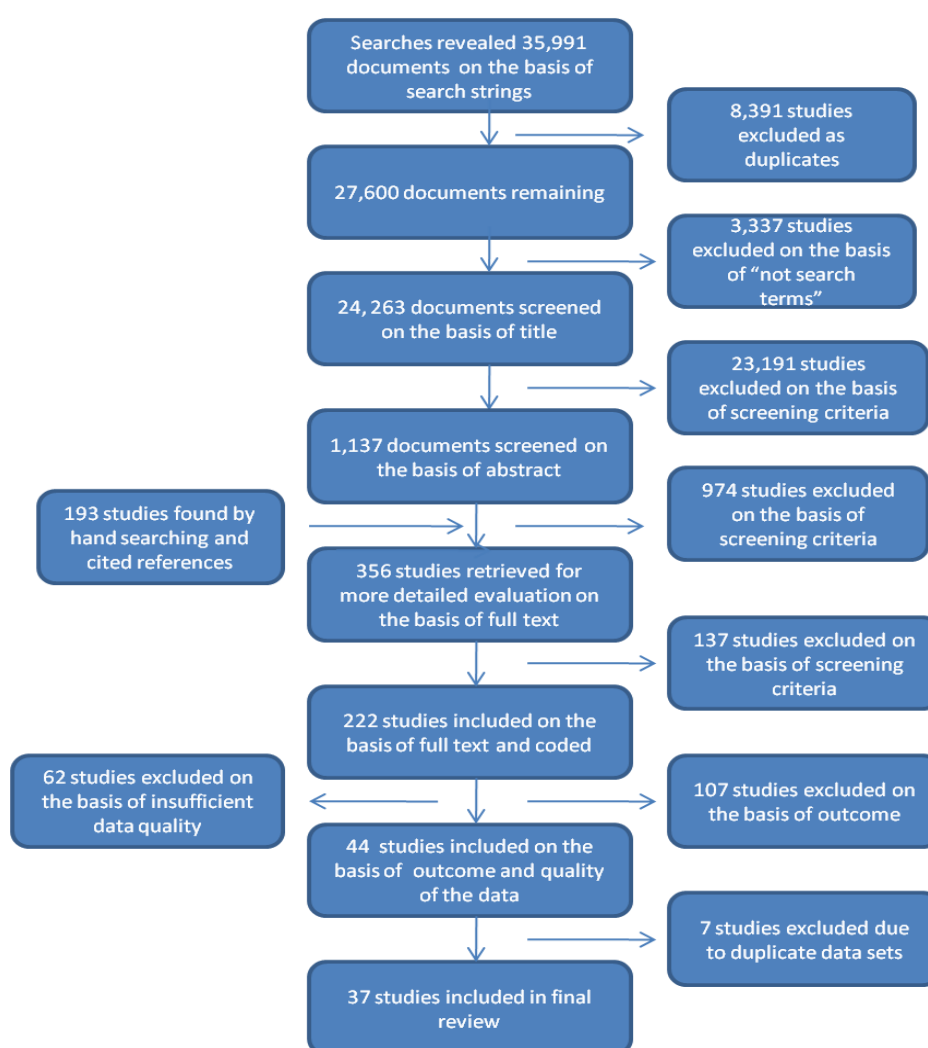 Searches revealed 35,991
documents on the basis of
search strings
8,391 studies
excluded as
duplicates
27,600 documents remaining
3,337 studies
excluded on the basis
of “not search
terms”
24, 263 documents screened
on the basis of title
23,191 studies
excluded on the basis
of screening criteria
1,137 documents screened on
the basis of abstract
974 studies excluded
on the basis of
screening criteria
193 studies found by
hand searching and
cited references
356 studies retrieved for
more detailed evaluation on
the basis of full text
137 studies excluded on
the basis of screening
criteria
222 studies included on the
basis of full text and coded
62 studies excluded on
the basis of insufficient
data quality
107 studies excluded on
the basis of outcome
44 studies included on the
basis of outcome and quality
of the data
7 studies excluded due
to duplicate data sets
37 studies included in final
review